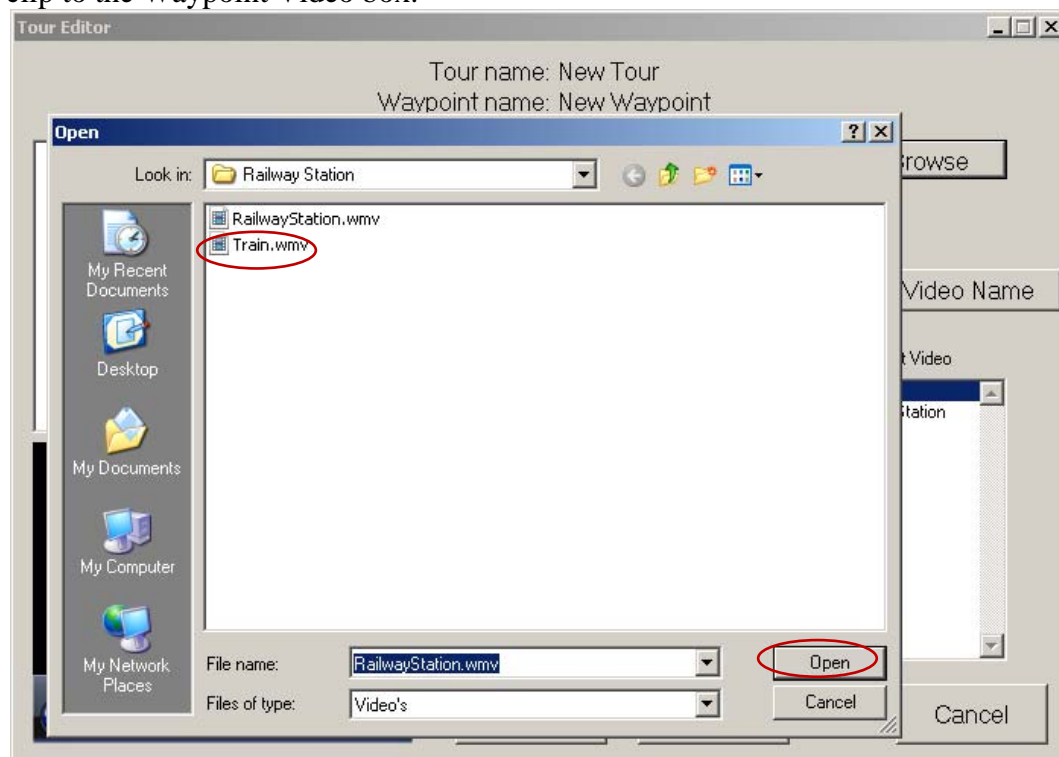 clip to the Waypoint Video box.
Tour Editor
Tour name: New Tour
Waypoint name: New Waypoint
Open
Look in: Railway Station
RailwayStation.wmv
Train.wmv
My Recent
Documents
Desktop
My Documents
My Computer
My Network
Places
File name: RailwayStation.wmv
Open
Files of type: Video's
Cancel
rowse
Video Name
t Video
Station
Cancel